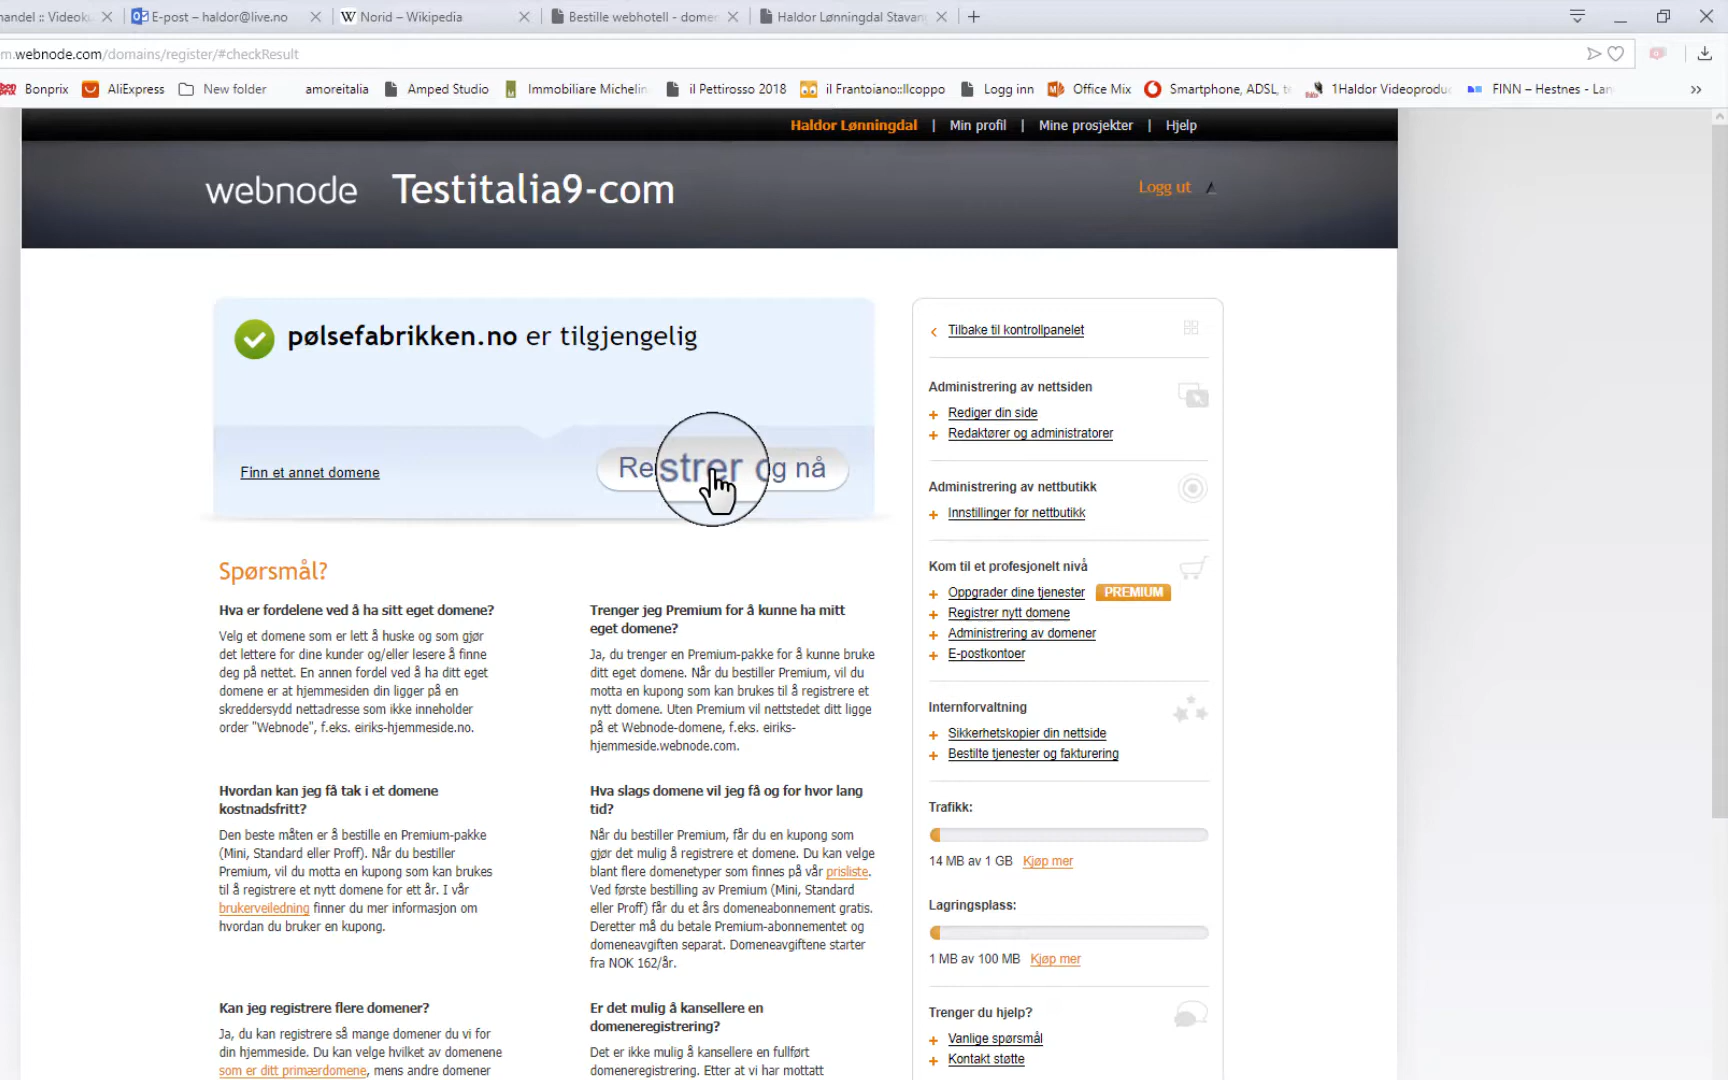 handel :: Videoku
E-post – haldor@live.no
Norid – Wikipedia
Bestille webhotell - dome
Haldor Lønningdal Stavan
m.webnode.com/domains/register/#checkResult
Bonprix
AliExpress
New folder
amoreitalia
Amped Studio
Immobiliare Michelin
il Pettirosso 2018
il Frantoiano::Ilcoppo
Logg inn
Office Mix
Smartphone, ADSL, te
1Haldor Videoproduc
FINN – Hestnes - Lan
Haldor Lønningdal | Min profil | Mine prosjekter | Hjelp
webnode Testitalia9-com
Logg ut
pølsefabrikken.no er tilgjengelig
Finn et annet domene
Re strer og nå
Spørsmål?
Hva er fordelene ved å ha sitt eget domene?
Velg et domene som er lett å huske og som gjør
det lettere for dine kunder og/eller lesere å finne
deg på nettet. En annen fordel ved å ha ditt eget
domene er at hjemmesiden din ligger på en
skreddersydd nettadresse som ikke inneholder
order "Webnode", f.eks. eiriks-hjemmeside.no.
Trenger jeg Premium for å kunne ha mitt
eget domene?
Ja, du trenger en Premium-pakke for å kunne bruke
ditt eget domene. Når du bestiller Premium, vil du
motta en kupong som kan brukes til å registrere et
nytt domene. Uten Premium vil nettstedet ditt ligge
på et Webnode-domene, f.eks. eiriks-
hjemmeside.webnode.com.
Hvordan kan jeg få tak i et domene
kostnadsfritt?
Den beste måten er å bestille en Premium-pakke
(Mini, Standard eller Proff). Når du bestiller
Premium, vil du motta en kupong som kan brukes
til å registrere et nytt domene for ett år. I vår
brukerveiledning finner du mer informasjon om
hvordan du bruker en kupong.
Hva slags domene vil jeg få og for hvor lang
tid?
Når du bestiller Premium, får du en kupong som
gjør det mulig å registrere et domene. Du kan velge
blant flere domenetyper som finnes på vår prisliste.
Ved første bestilling av Premium (Mini, Standard
eller Proff) får du et års domeneabonnement gratis.
Deretter må du betale Premium-abonnementet og
domeneavgiften separat. Domeneavgiftene starter
fra NOK 162/år.
Kan jeg registrere flere domener?
Ja, du kan registrere så mange domener du vi for
din hjemmeside. Du kan velge hvilket av domenene
som er ditt primærdomene, mens andre domener
Er det mulig å kansellere en
domeneregistrering?
Det er ikke mulig å kansellere en fullført
domeneregistrering. Etter at vi har mottatt
Tilbake til kontrollpanelet
Administrering av nettsiden
Rediger din side
Redaktører og administratorer
Administrering av nettbutikk
Innstillinger for nettbutikk
Kom til et profesjonelt nivå
Oppgrader dine tjenester PREMIUM
Registrer nytt domene
Administrering av domener
E-postkontoer
Internforvaltning
Sikkerhetskopier din nettside
Bestilte tjenester og fakturering
Trafikk:
14 MB av 1 GB Kjøp mer
Lagringsplass:
1 MB av 100 MB Kjøp mer
Trenger du hjelp?
Vanlige spørsmål
Kontakt støtte